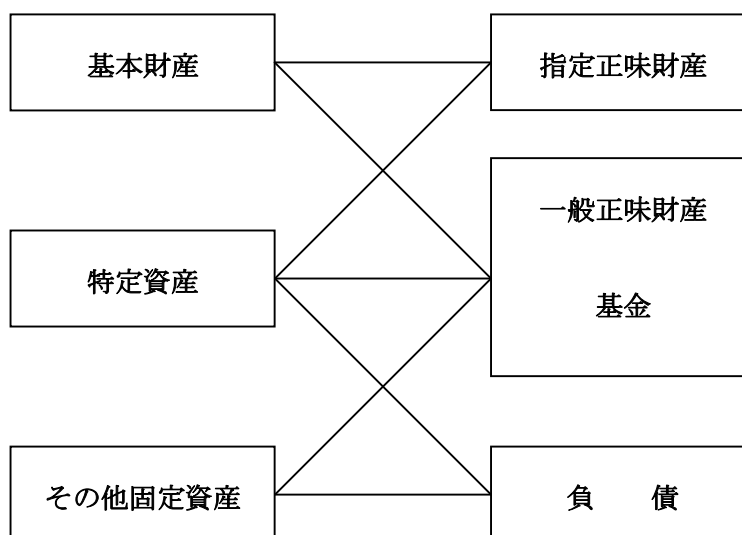 基本財産
指定正味財産
一般正味財産
特定資産
基金
その他固定資産
負　　債